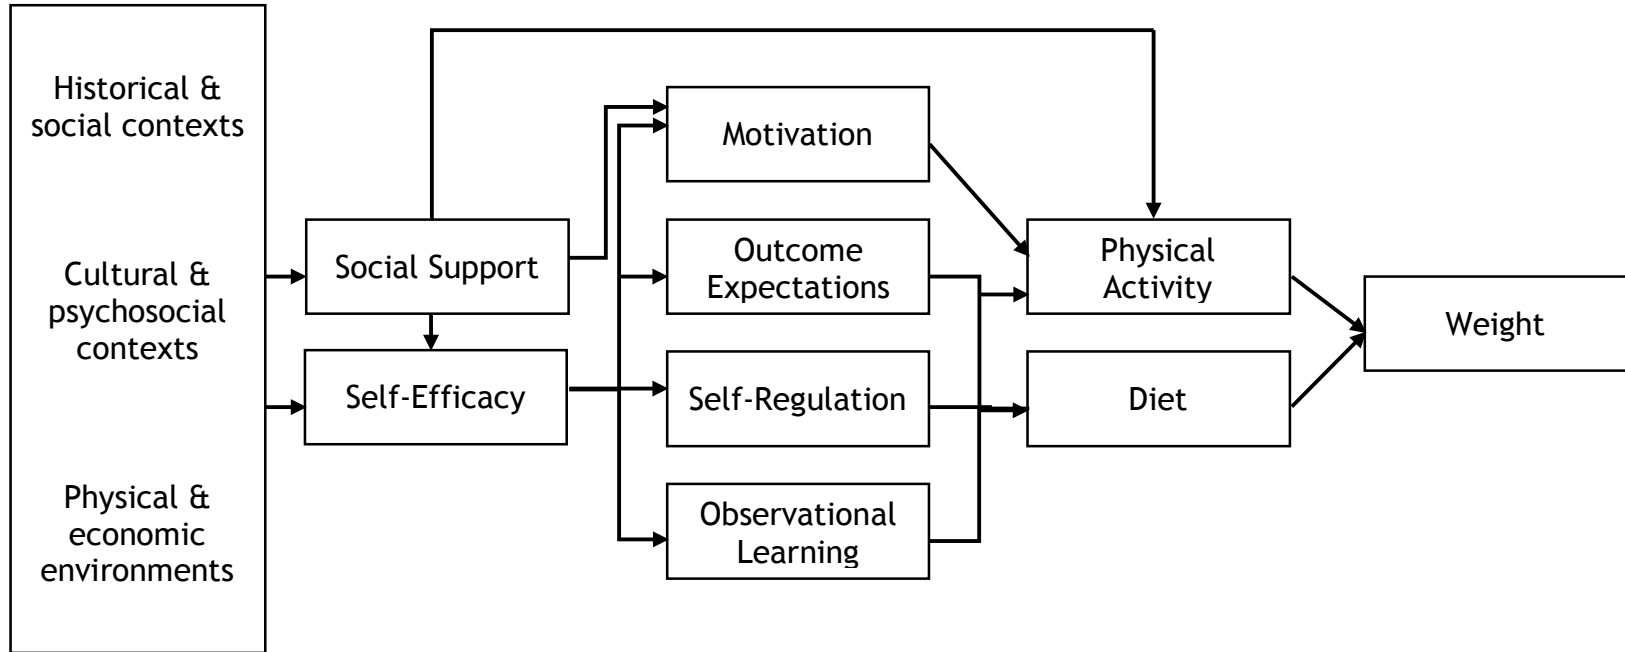 Historical &
social contexts
Cultural &
psychosocial
contexts
Physical &
economic
environments
Social Support
Self-Efficacy
Motivation
Outcome
Expectations
Self-Regulation
Observational
Learning
Physical
Activity
Diet
Weight